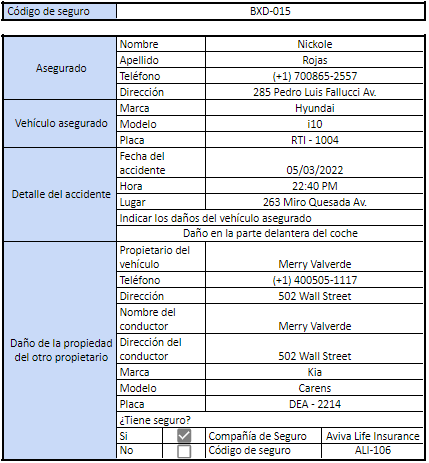 Código de seguro BXD-015
Asegurado
Nombre Nickole
Apellido Rojas
Teléfono (+1) 700865-2557
Dirección 285 Pedro Luis Fallucci Av.
Vehículo asegurado
Marca Hyundai
Modelo i10
Placa RTI - 1004
Detalle del accidente
Fecha del
accidente 05/03/2022
Hora 22:40 PM
Lugar 263 Miro Quesada Av.
Indicar los daños del vehículo asegurado
Daño en la parte delantera del coche
Daño de la propiedad
del otro propietario
Propietario del
vehículo Merry Valverde
Teléfono (+1) 400505-1117
Dirección 502 Wall Street
Nombre del
conductor Merry Valverde
Dirección del
conductor 502 Wall Street
Marca Kia
Modelo Carens
Placa DEA - 2214
¿Tiene seguro?
Si Compañía de Seguro Aviva Life Insurance
No Código de seguro ALI-106